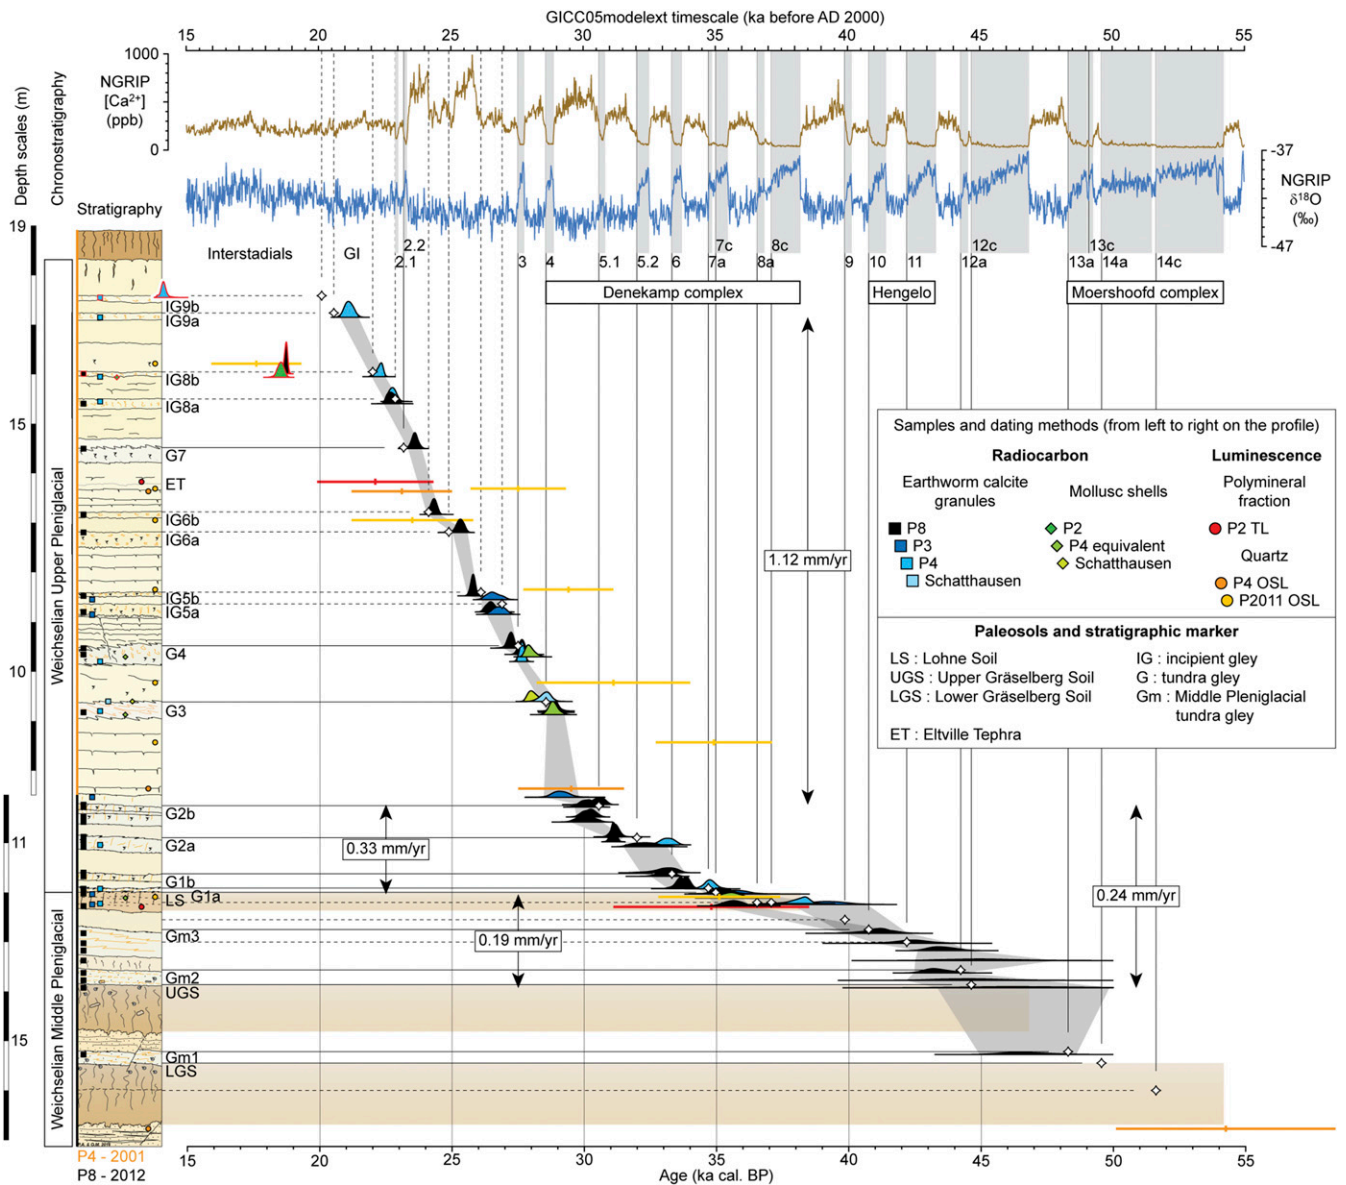 GICC05modelext timescale (ka before AD 2000)
15 20 25 30 35 40 45 50 55
1000
NGRIP
[Ca²⁺]
(ppb)
0
-37
NGRIP
δ¹⁸O
(‰)
-47
Depth scales (m)
Chronostratigraphy
Stratigraphy
19
Interstadials
GI
2.2
2.1
3
4
5.1
5.2
6
7c
7a
8c
8a
9
10
11
12c
12a
13c
13a
14a
14c
Denekamp complex
Hengelo
Moershoofd complex
IG9b
IG9a
IG8b
IG8a
15
G7
ET
IG6b
IG6a
IG5b
IG5a
G4
10
G3
G2b
11
G2a
G1b
G1a
LS
Gm3
Gm2
UGS
15
Gm1
LGS
Weichselian Upper Pleniglacial
Weichselian Middle Pleniglacial
1.12 mm/yr
0.33 mm/yr
0.19 mm/yr
0.24 mm/yr
Samples and dating methods (from left to right on the profile)
Radiocarbon
Luminescence
Earthworm calcite
granules
Mollusc shells
Polymineral
fraction
P8
P3
P4
Schatthausen
P2
P4 equivalent
Schatthausen
P2 TL
Quartz
P4 OSL
P2011 OSL
Paleosols and stratigraphic marker
LS : Lohne Soil
UGS : Upper Gräselberg Soil
LGS : Lower Gräselberg Soil
ET : Eltville Tephra
IG : incipient gley
G : tundra gley
Gm : Middle Pleniglacial
tundra gley
P4 - 2001
P8 - 2012
15 20 25 30 35 40 45 50 55
Age (ka cal. BP)